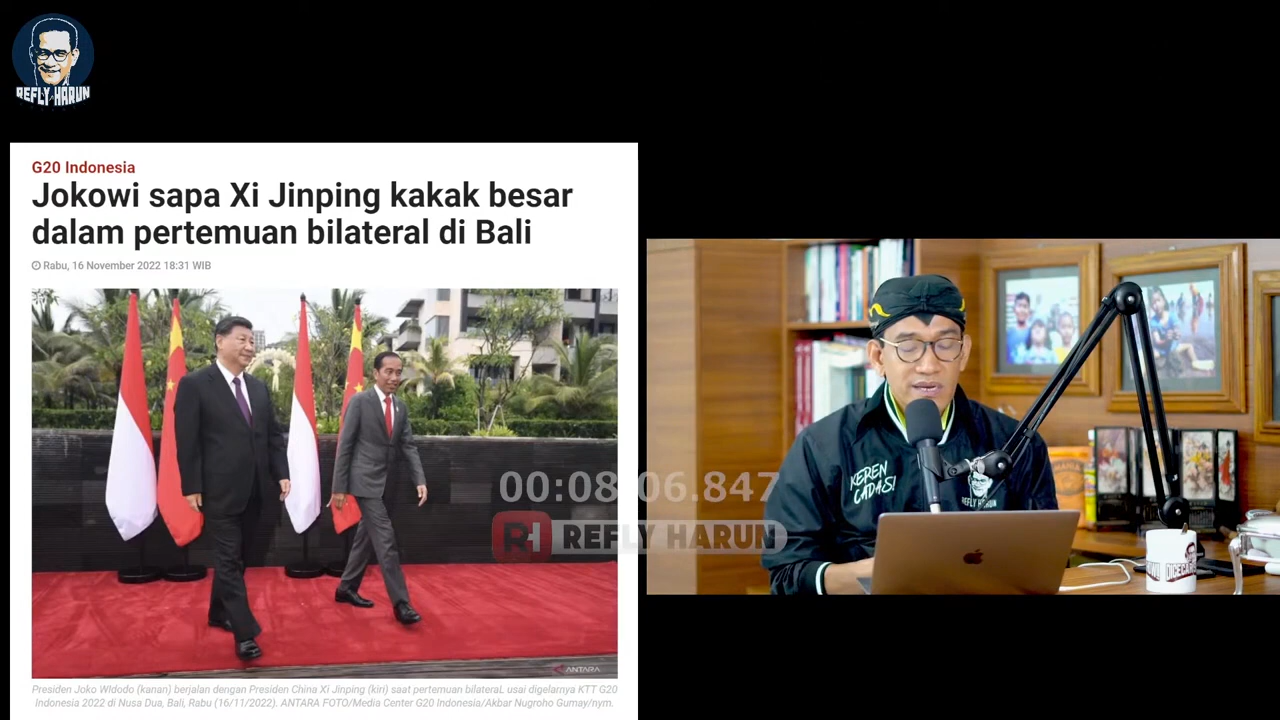 REFLY HARUN
G20 Indonesia
Jokowi sapa Xi Jinping kakak besar
dalam pertemuan bilateral di Bali
Rabu, 16 November 2022 18:31 WIB
KEREN
CADAS!
REFLY HARUN
00:08:06.847
RH REFLY HARUN
ANTARA
Presiden Joko WIdodo (kanan) berjalan dengan Presiden China Xi Jinping (kiri) saat pertemuan bilateraL usai digelarnya KTT G20
Indonesia 2022 di Nusa Dua, Bali, Rabu (16/11/2022). ANTARA FOTO/Media Center G20 Indonesia/Akbar Nugroho Gumay/nym.